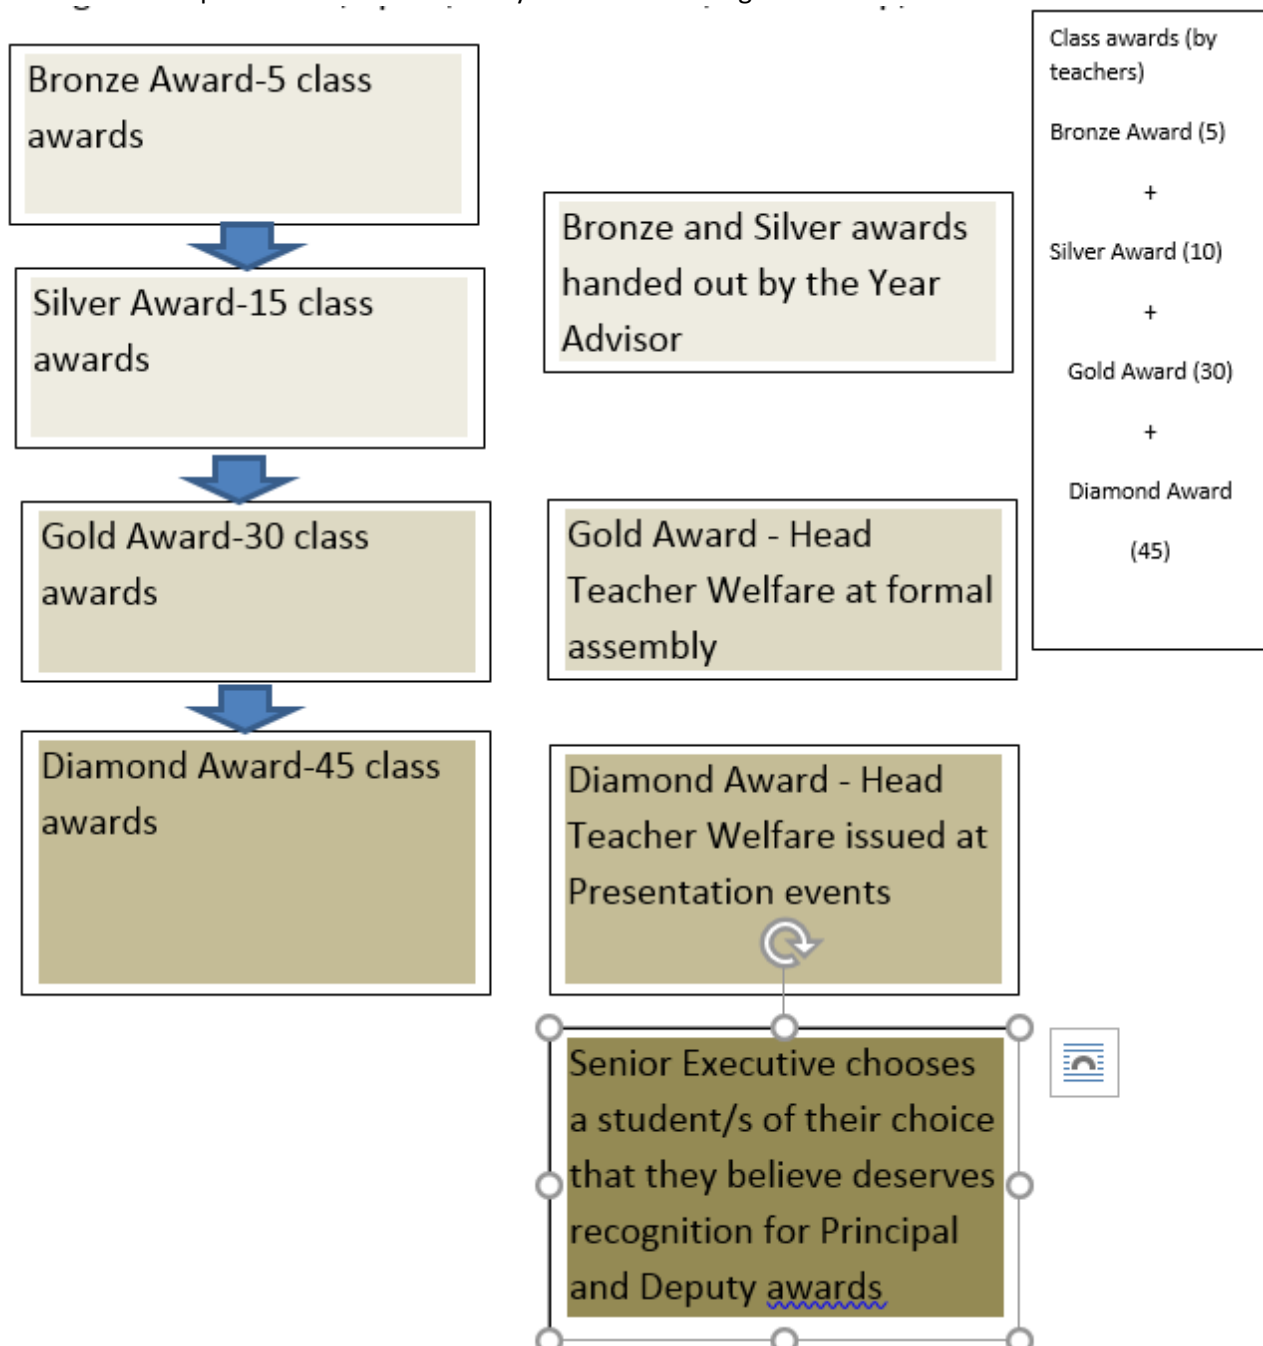 Bronze Award-5 class
awards
Silver Award-15 class
awards
Gold Award-30 class
awards
Diamond Award-45 class
awards
Bronze and Silver awards
handed out by the Year
Advisor
Gold Award - Head
Teacher Welfare at formal
assembly
Diamond Award - Head
Teacher Welfare issued at
Presentation events
Senior Executive chooses
a student/s of their choice
that they believe deserves
recognition for Principal
and Deputy awards
Class awards (by
teachers)
Bronze Award (5)
+
Silver Award (10)
+
Gold Award (30)
+
Diamond Award
(45)